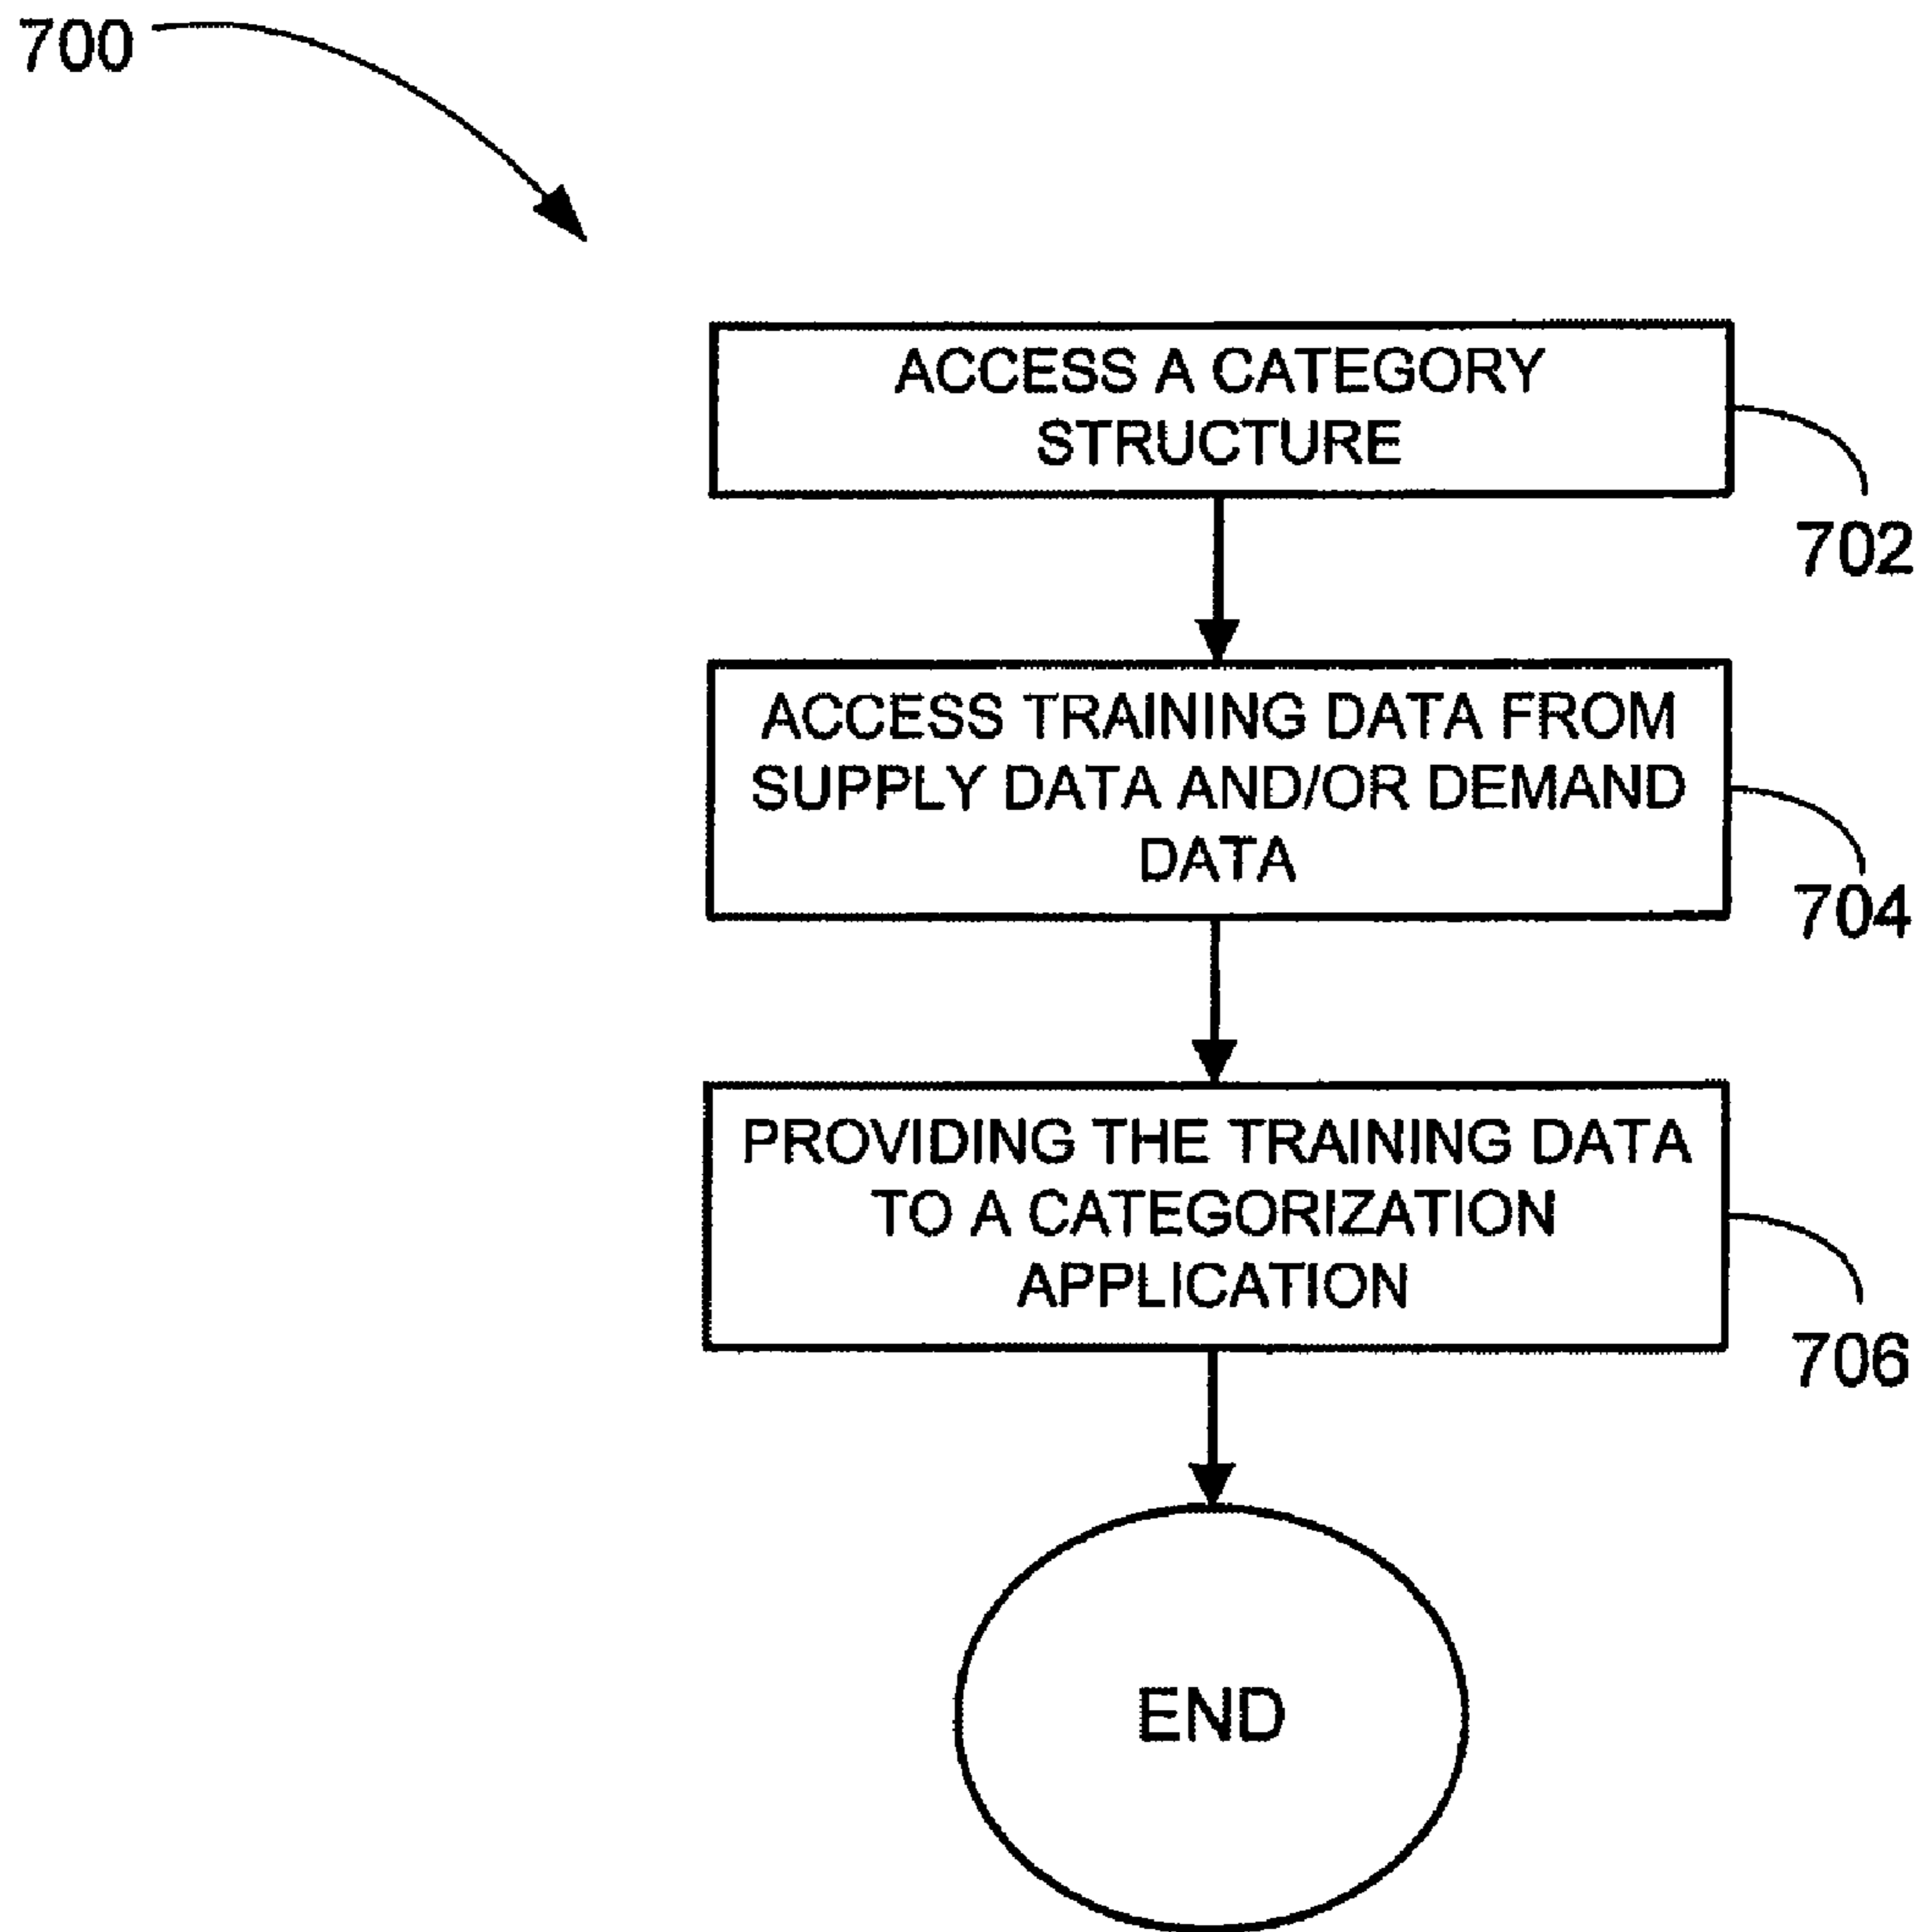 700
ACCESS A CATEGORY
STRUCTURE
702
ACCESS TRAINING DATA FROM
SUPPLY DATA AND/OR DEMAND
DATA
704
PROVIDING THE TRAINING DATA
TO A CATEGORIZATION
APPLICATION
706
END